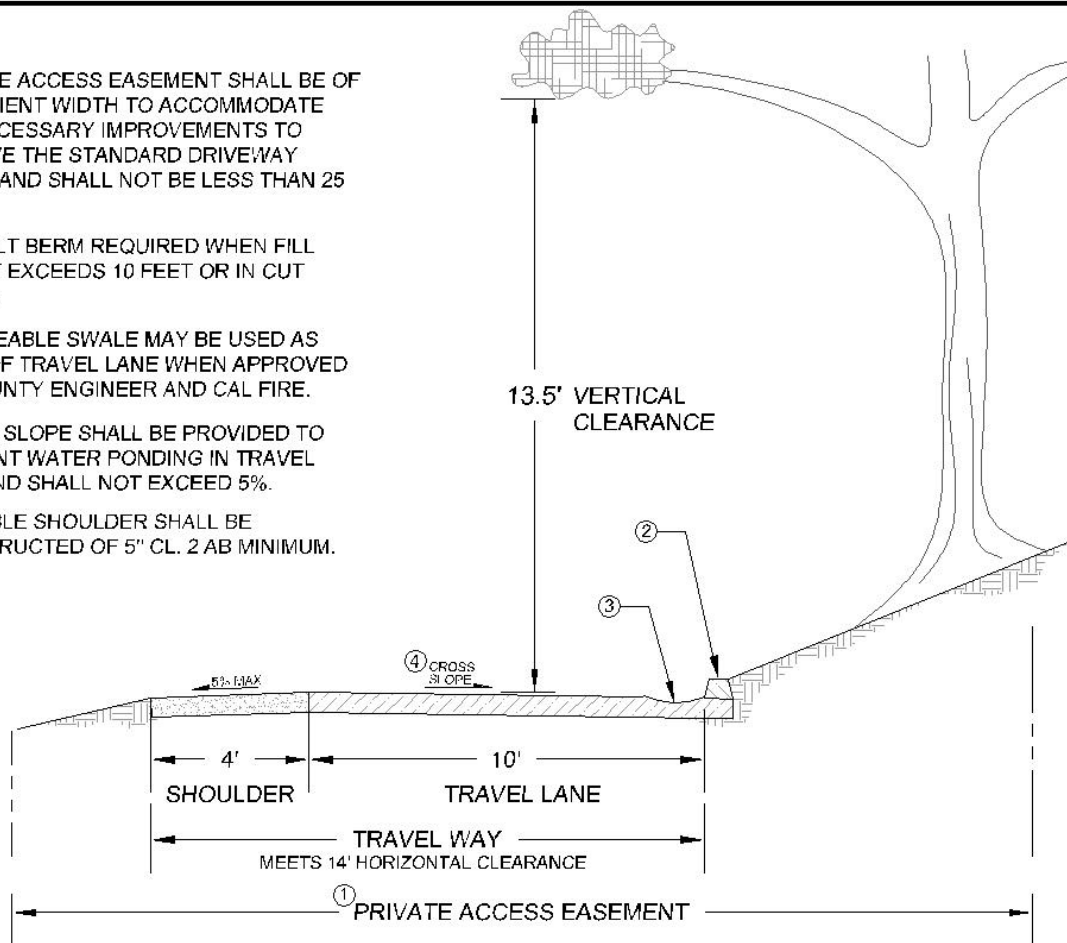 E ACCESS EASEMENT SHALL BE OF
IENT WIDTH TO ACCOMMODATE
CESSARY IMPROVEMENTS TO
VE THE STANDARD DRIVEWAY
AND SHALL NOT BE LESS THAN 25
LT BERM REQUIRED WHEN FILL
T EXCEEDS 10 FEET OR IN CUT
EABLE SWALE MAY BE USED AS
OF TRAVEL LANE WHEN APPROVED
UNTY ENGINEER AND CAL FIRE.
SLOPE SHALL BE PROVIDED TO
NT WATER PONDING IN TRAVEL
ND SHALL NOT EXCEED 5%.
BLE SHOULDER SHALL BE
RUCTED OF 5" CL. 2 AB MINIMUM.
13.5' VERTICAL
CLEARANCE
2
3
4 CROSS
SLOPE
5% MAX
4'
10'
SHOULDER
TRAVEL LANE
TRAVEL WAY
MEETS 14' HORIZONTAL CLEARANCE
1 PRIVATE ACCESS EASEMENT